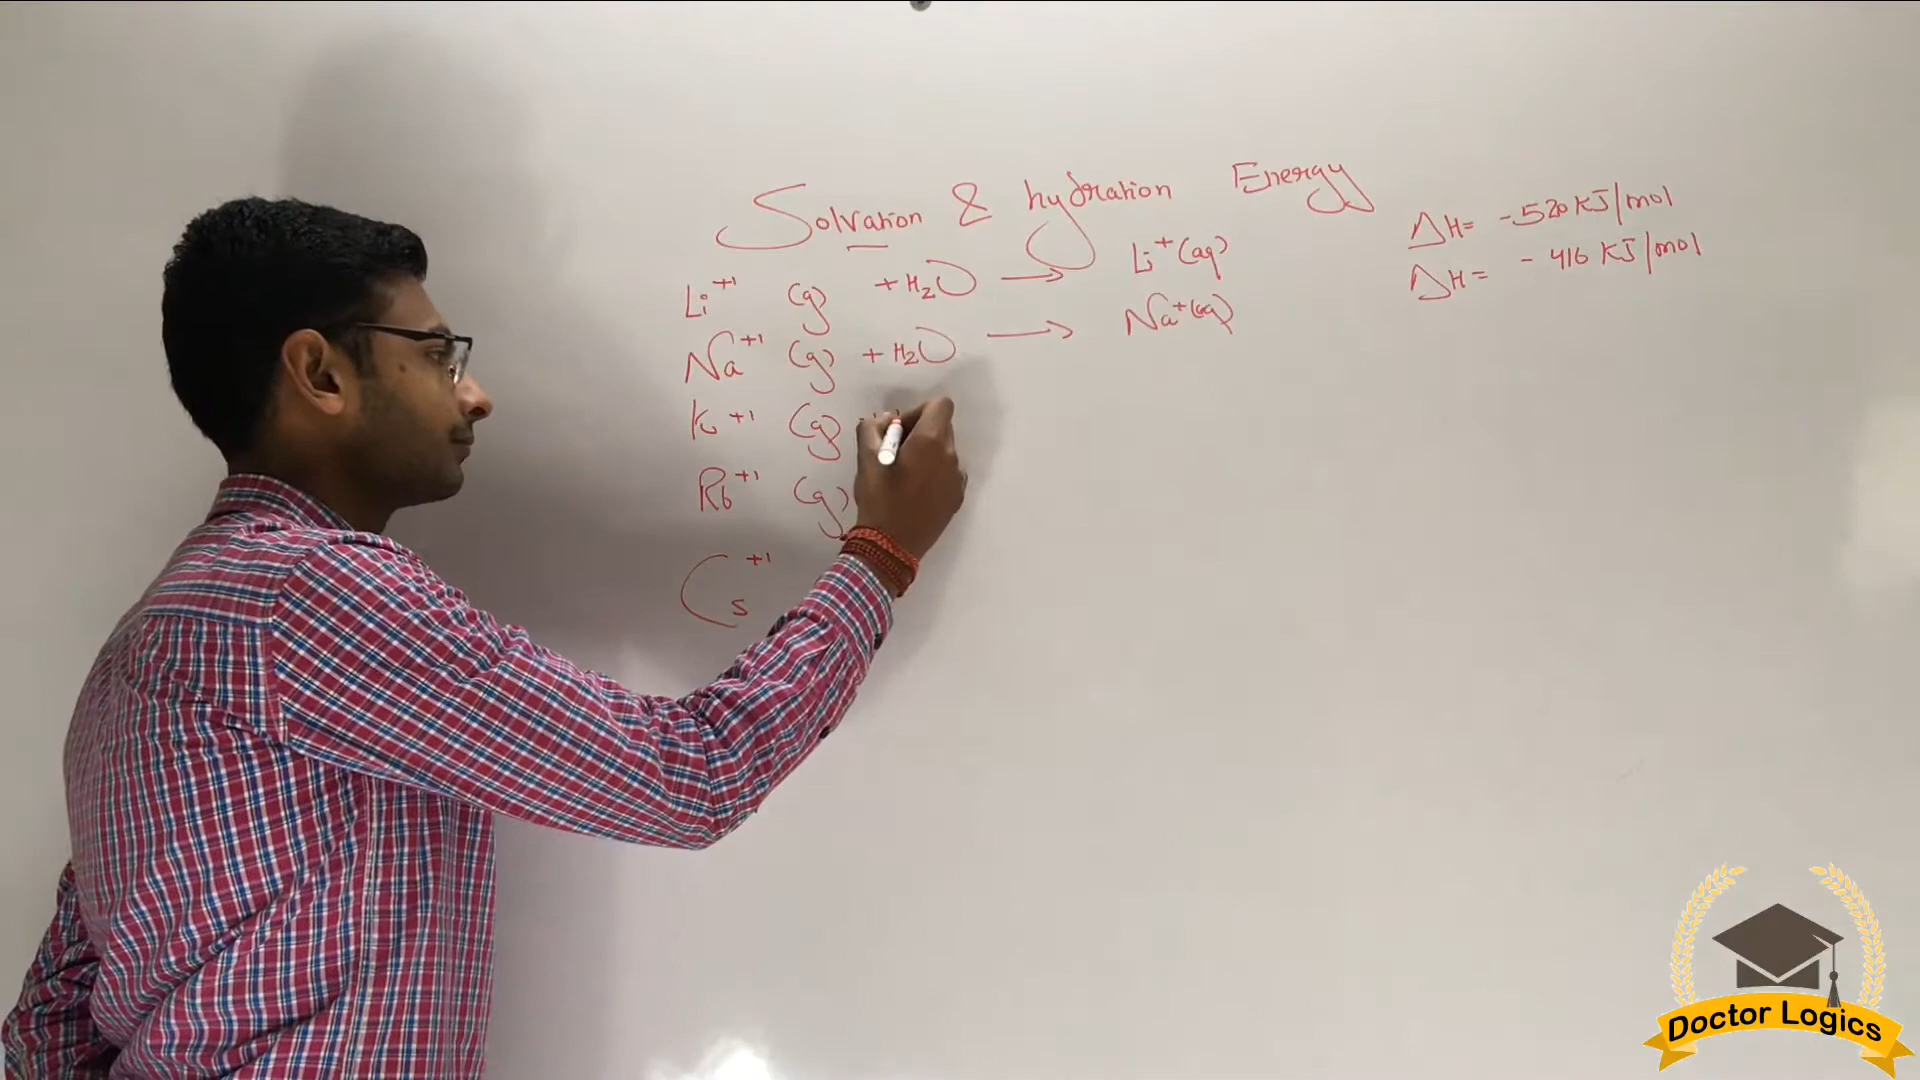 Solvation & hydration Energy
Li+1 (g) + H2O → Li+ (aq) ΔH = -520 KJ/mol
Na+1 (g) + H2O → Na+(aq) ΔH = - 416 KJ/mol
K+1 (g) +
Rb+1 (g)
Cs+1
Doctor Logics